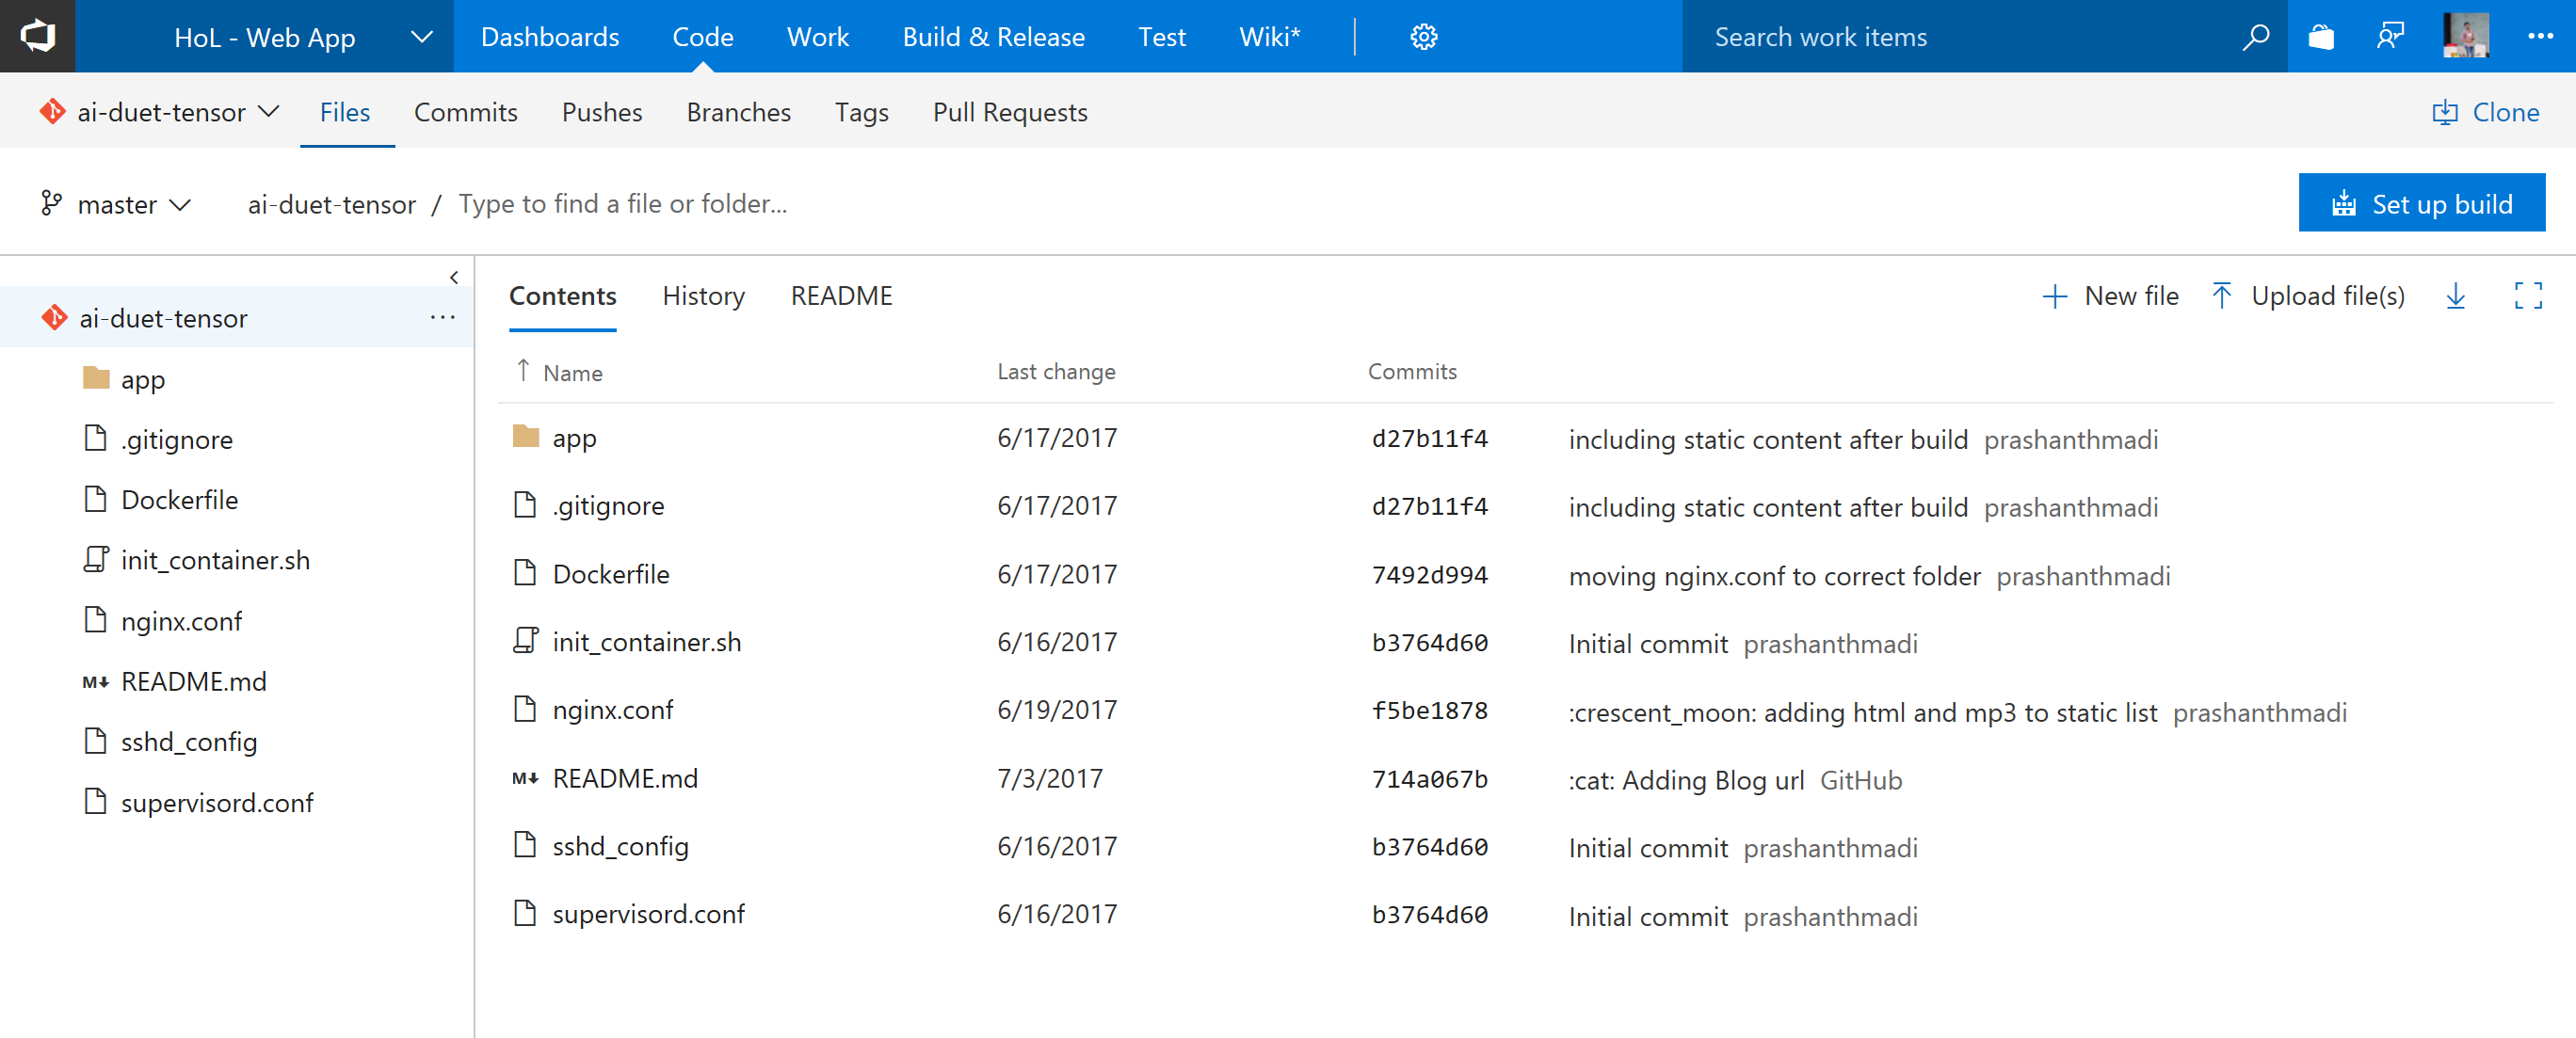 HoL - Web App Dashboards Code Work Build & Release Test Wiki* Search work items
ai-duet-tensor Files Commits Pushes Branches Tags Pull Requests Clone
master ai-duet-tensor / Type to find a file or folder... Set up build
ai-duet-tensor
app
.gitignore
Dockerfile
init_container.sh
nginx.conf
README.md
sshd_config
supervisord.conf
Contents History README New file Upload file(s)
Name Last change Commits
app 6/17/2017 d27b11f4 including static content after build prashanthmadi
.gitignore 6/17/2017 d27b11f4 including static content after build prashanthmadi
Dockerfile 6/17/2017 7492d994 moving nginx.conf to correct folder prashanthmadi
init_container.sh 6/16/2017 b3764d60 Initial commit prashanthmadi
nginx.conf 6/19/2017 f5be1878 :crescent_moon: adding html and mp3 to static list prashanthmadi
README.md 7/3/2017 714a067b :cat: Adding Blog url GitHub
sshd_config 6/16/2017 b3764d60 Initial commit prashanthmadi
supervisord.conf 6/16/2017 b3764d60 Initial commit prashanthmadi